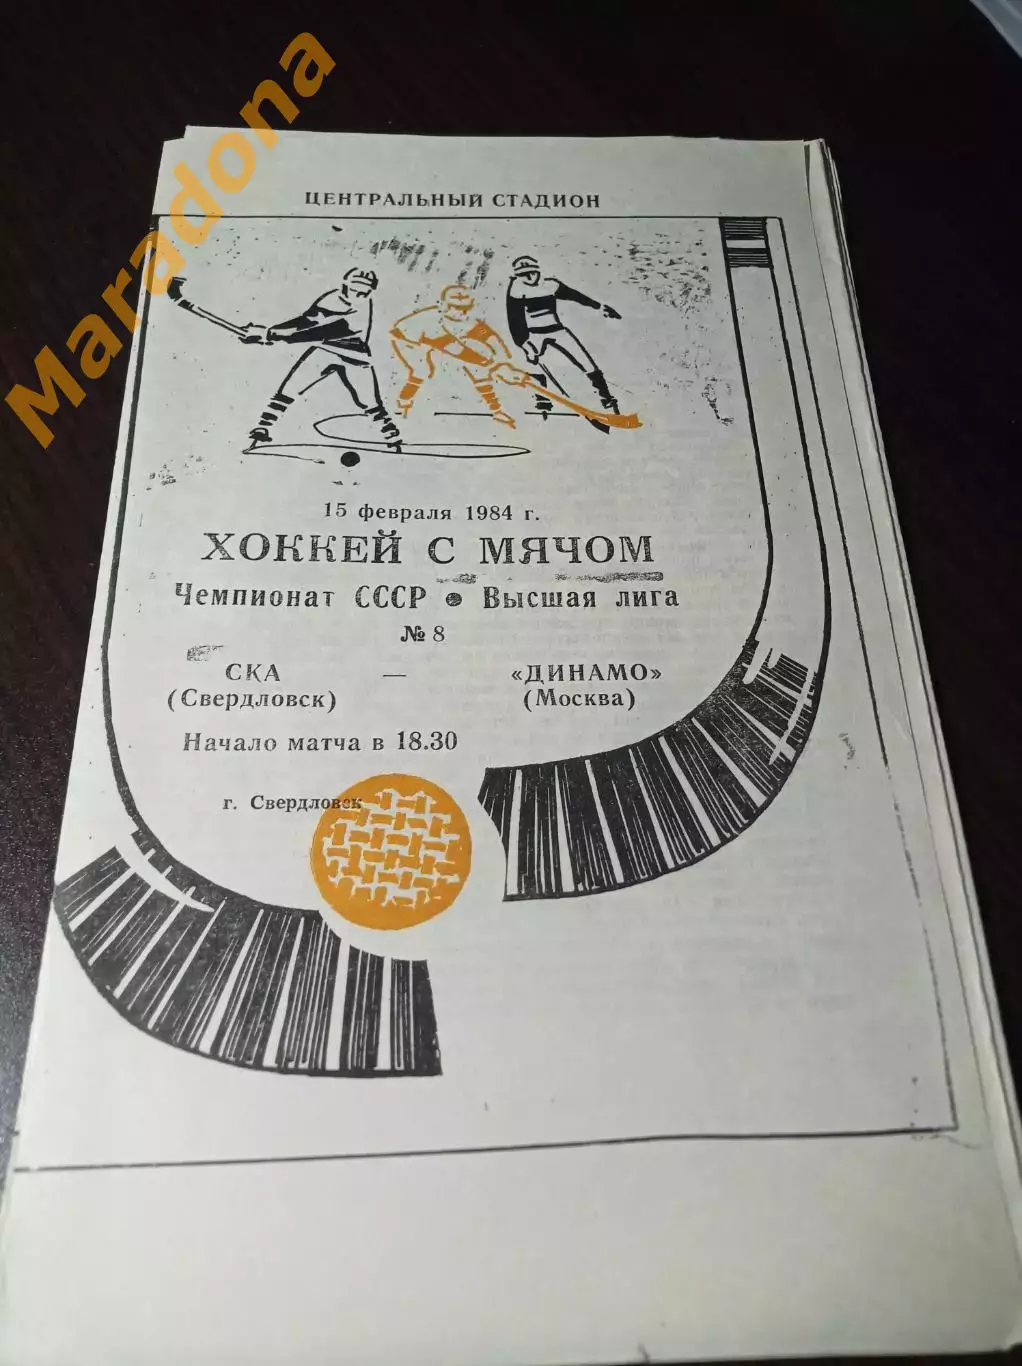 Maradona
ЦЕНТРАЛЬНЫЙ СТАДИОН
15 февраля 1984 г.
ХОККЕЙ С МЯЧОМ
Чемпионат СССР • Высшая лига
№ 8
СКА — «ДИНАМО»
(Свердловск) (Москва)
Начало матча в 18.30
г. Свердловск